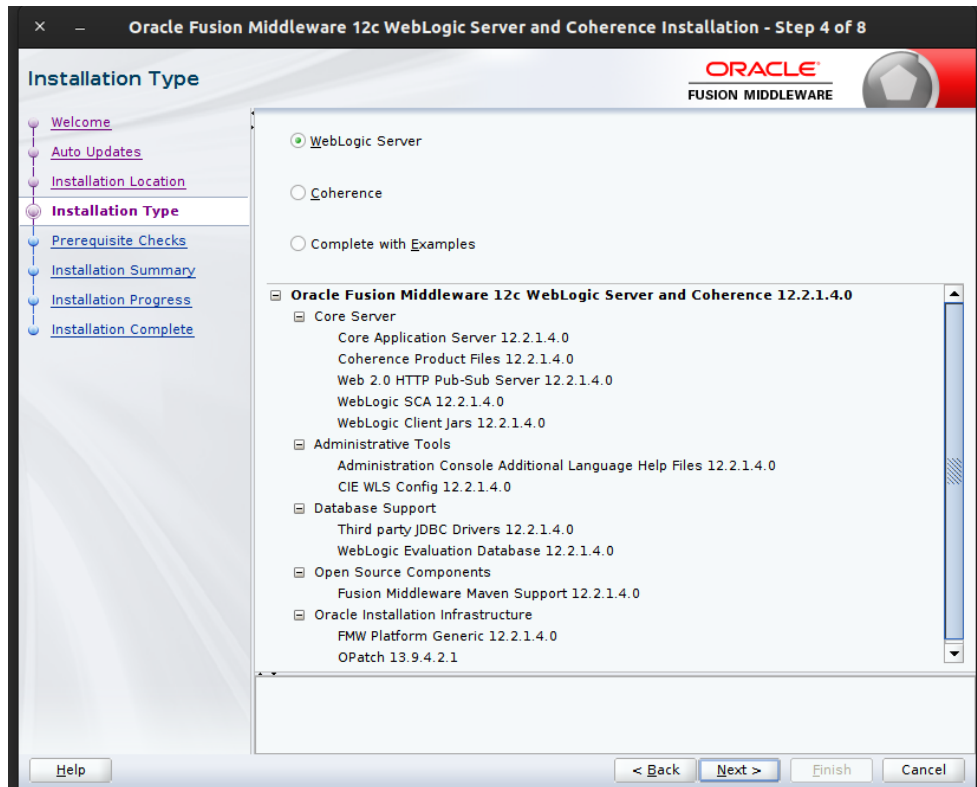 Oracle Fusion Middleware 12c WebLogic Server and Coherence Installation - Step 4 of 8
Installation Type
ORACLE
FUSION MIDDLEWARE
Welcome
Auto Updates
Installation Location
Installation Type
Prerequisite Checks
Installation Summary
Installation Progress
Installation Complete
WebLogic Server
Coherence
Complete with Examples
Oracle Fusion Middleware 12c WebLogic Server and Coherence 12.2.1.4.0
Core Server
Core Application Server 12.2.1.4.0
Coherence Product Files 12.2.1.4.0
Web 2.0 HTTP Pub-Sub Server 12.2.1.4.0
WebLogic SCA 12.2.1.4.0
WebLogic Client Jars 12.2.1.4.0
Administrative Tools
Administration Console Additional Language Help Files 12.2.1.4.0
CIE WLS Config 12.2.1.4.0
Database Support
Third party JDBC Drivers 12.2.1.4.0
WebLogic Evaluation Database 12.2.1.4.0
Open Source Components
Fusion Middleware Maven Support 12.2.1.4.0
Oracle Installation Infrastructure
FMW Platform Generic 12.2.1.4.0
OPatch 13.9.4.2.1
Help
< Back
Next >
Finish
Cancel